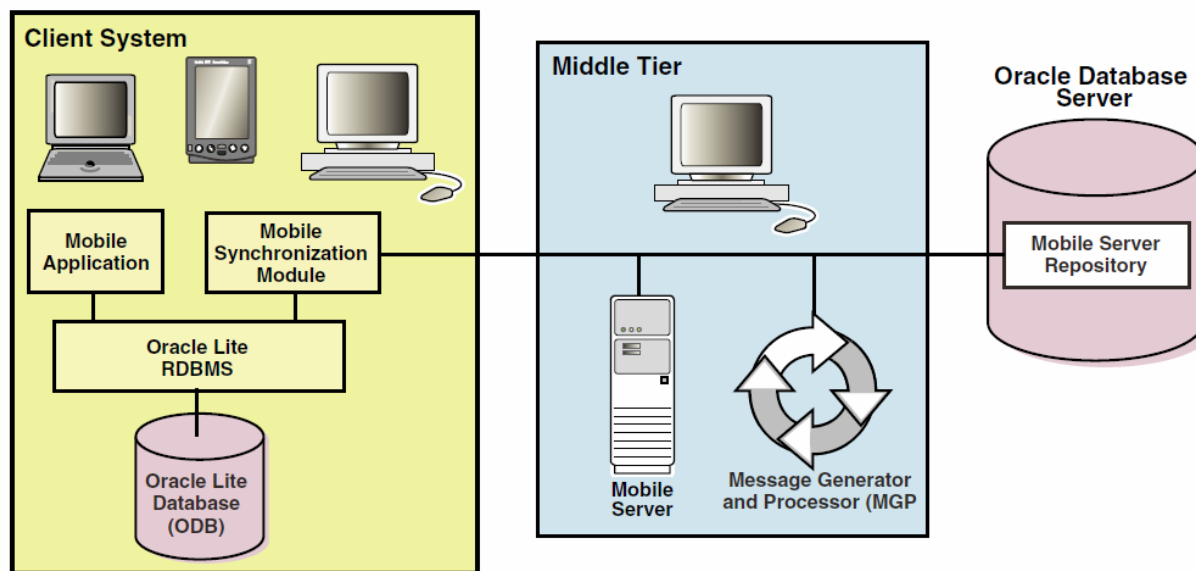 Client System
Mobile
Application
Mobile
Synchronization
Module
Oracle Lite
RDBMS
Oracle Lite
Database
(ODB)
Middle Tier
Mobile
Server
Message Generator
and Processor (MGP
Oracle Database
Server
Mobile Server
Repository